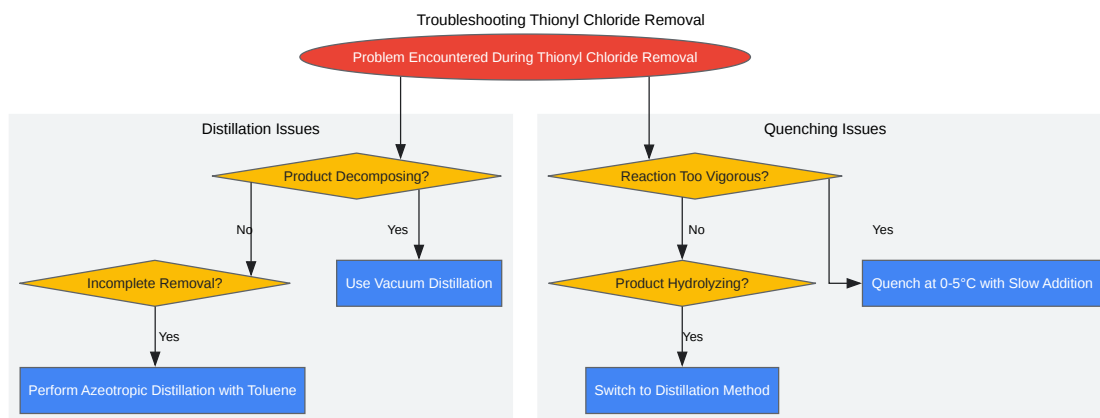 Troubleshooting Thionyl Chloride Removal
Problem Encountered During Thionyl Chloride Removal
Distillation Issues
Quenching Issues
Product Decomposing?
Reaction Too Vigorous?
No
Yes
No
Yes
Incomplete Removal?
Use Vacuum Distillation
Product Hydrolyzing?
Quench at 0-5°C with Slow Addition
Yes
Yes
Perform Azeotropic Distillation with Toluene
Switch to Distillation Method